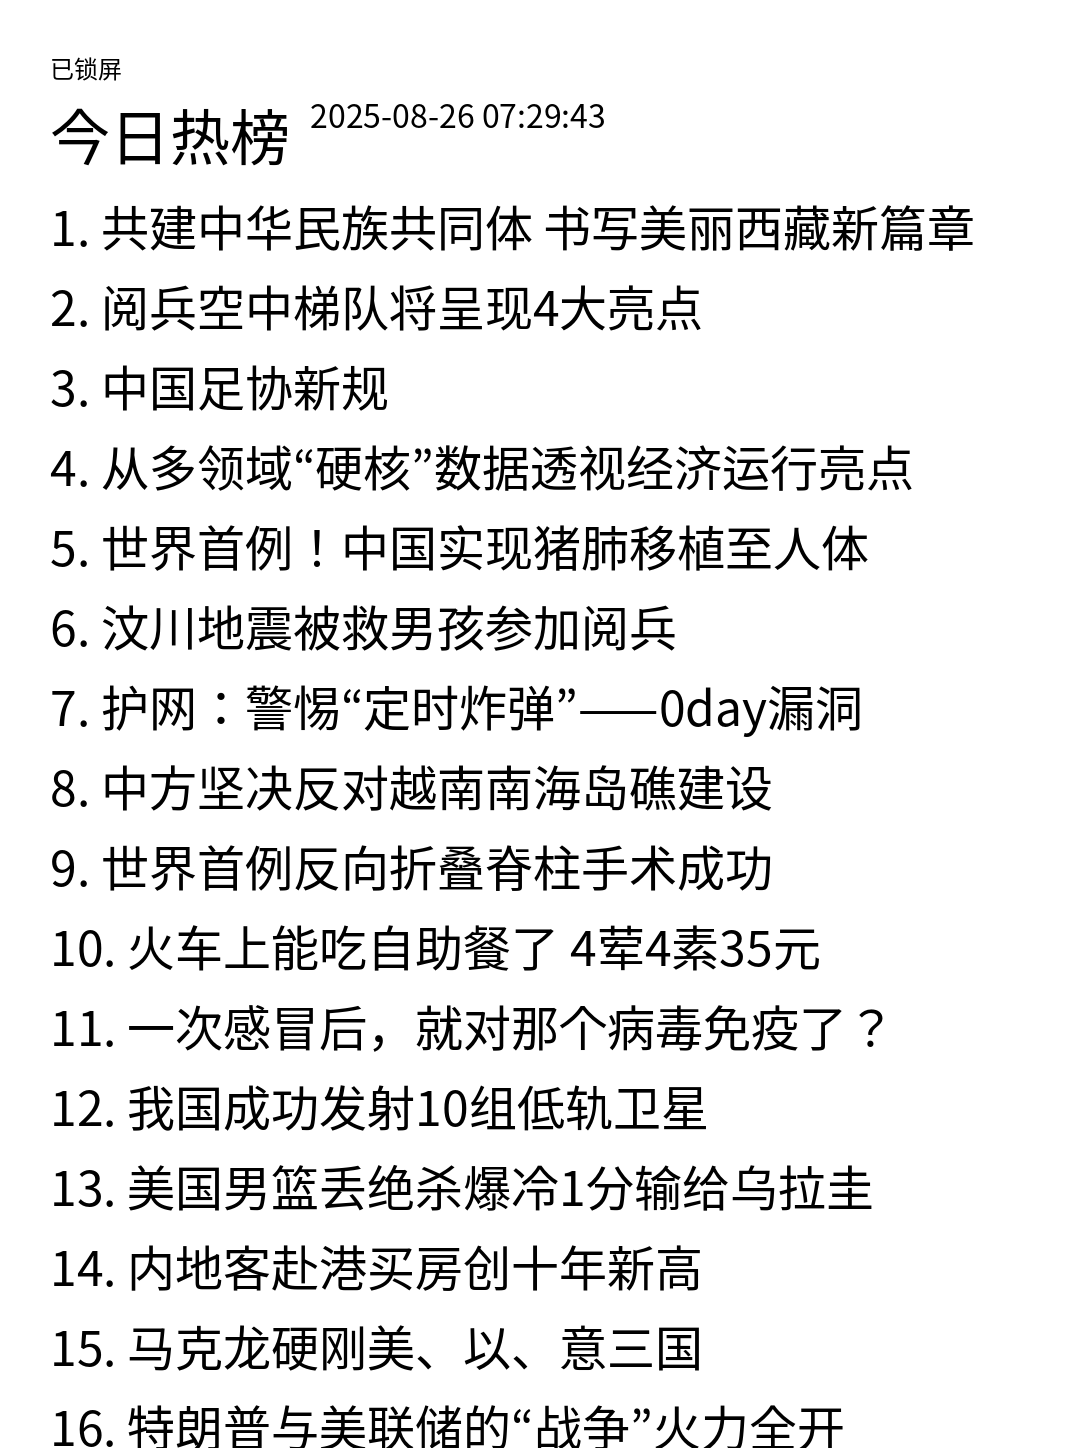 已锁屏
今日热榜 2025-08-26 07:29:43
1. 共建中华民族共同体 书写美丽西藏新篇章
2. 阅兵空中梯队将呈现4大亮点
3. 中国足协新规
4. 从多领域“硬核”数据透视经济运行亮点
5. 世界首例！中国实现猪肺移植至人体
6. 汶川地震被救男孩参加阅兵
7. 护网：警惕“定时炸弹”——0day漏洞
8. 中方坚决反对越南南海岛礁建设
9. 世界首例反向折叠脊柱手术成功
10. 火车上能吃自助餐了 4荤4素35元
11. 一次感冒后，就对那个病毒免疫了？
12. 我国成功发射10组低轨卫星
13. 美国男篮丢绝杀爆冷1分输给乌拉圭
14. 内地客赴港买房创十年新高
15. 马克龙硬刚美、以、意三国
16. 特朗普与美联储的“战争”火力全开